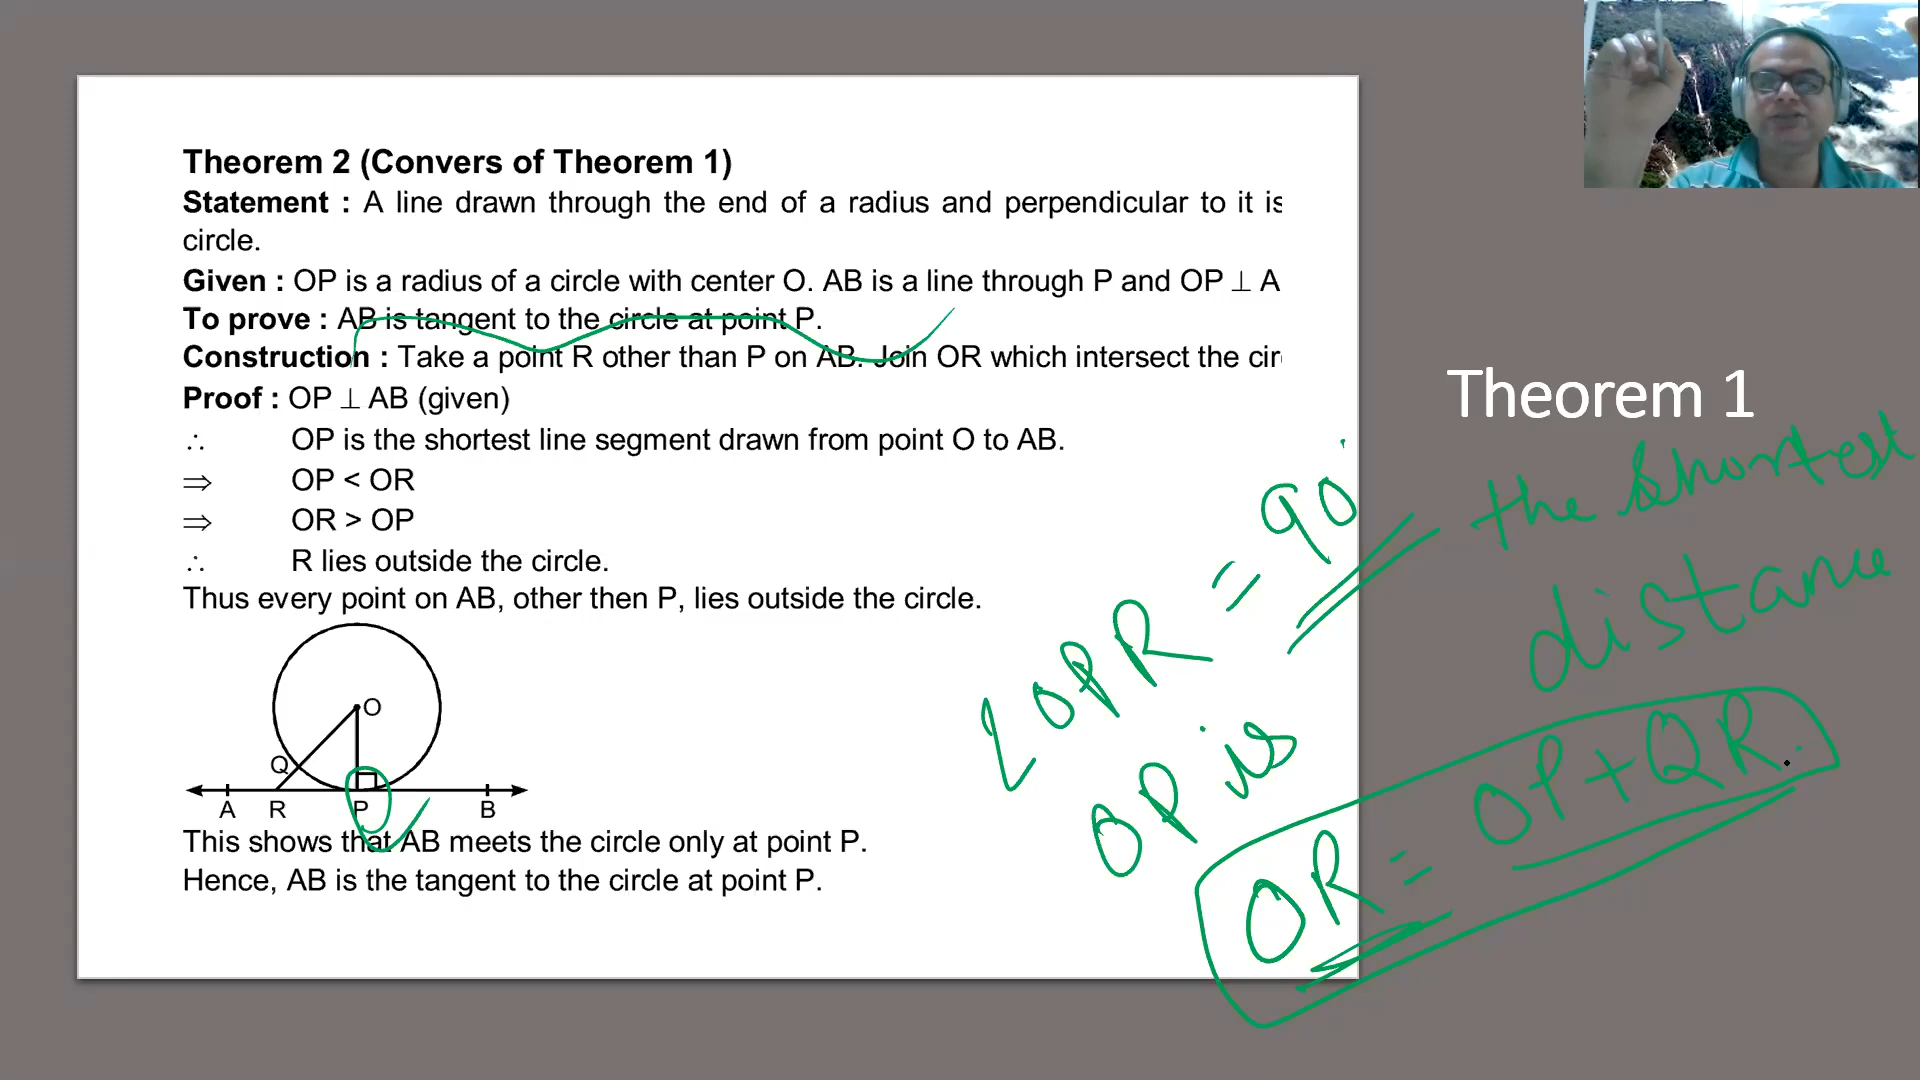 Theorem 2 (Convers of Theorem 1)
Statement : A line drawn through the end of a radius and perpendicular to it is
circle.
Given : OP is a radius of a circle with center O. AB is a line through P and OP ⊥ A
To prove : AB is tangent to the circle at point P.
Construction : Take a point R other than P on AB. Join OR which intersect the cir
Proof : OP ⊥ AB (given)
∴ OP is the shortest line segment drawn from point O to AB.
⇒ OP < OR
⇒ OR > OP
∴ R lies outside the circle.
Thus every point on AB, other then P, lies outside the circle.
O
Q
A R P B
This shows that AB meets the circle only at point P.
Hence, AB is the tangent to the circle at point P.
Theorem 1
∠OPR = 90°
OP is
the shortest
distance
OR = OP + QR.